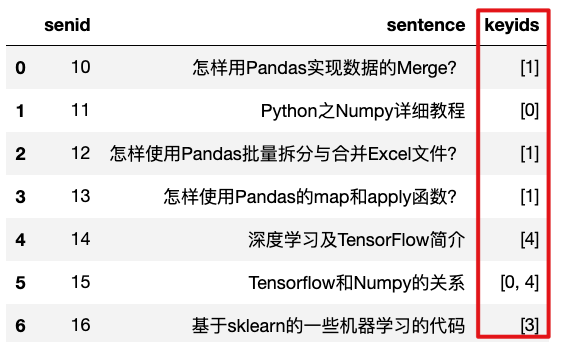 senid sentence keyids
0 10 怎样用Pandas实现数据的Merge? [1]
1 11 Python之Numpy详细教程 [0]
2 12 怎样使用Pandas批量拆分与合并Excel文件? [1]
3 13 怎样使用Pandas的map和apply函数? [1]
4 14 深度学习及TensorFlow简介 [4]
5 15 Tensorflow和Numpy的关系 [0, 4]
6 16 基于sklearn的一些机器学习的代码 [3]